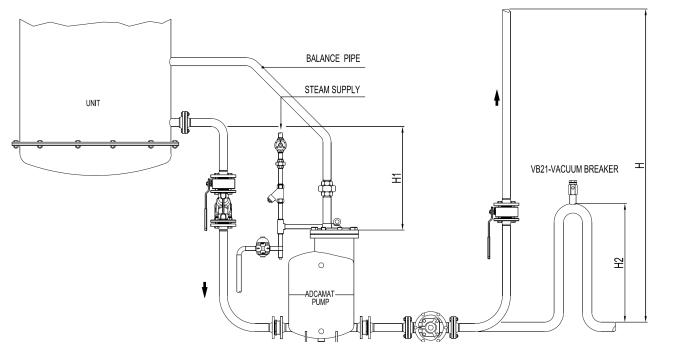 BALANCE PIPE
STEAM SUPPLY
UNIT
H1
H
VB21-VACUUM BREAKER
H2
ADCAMAT
PUMP